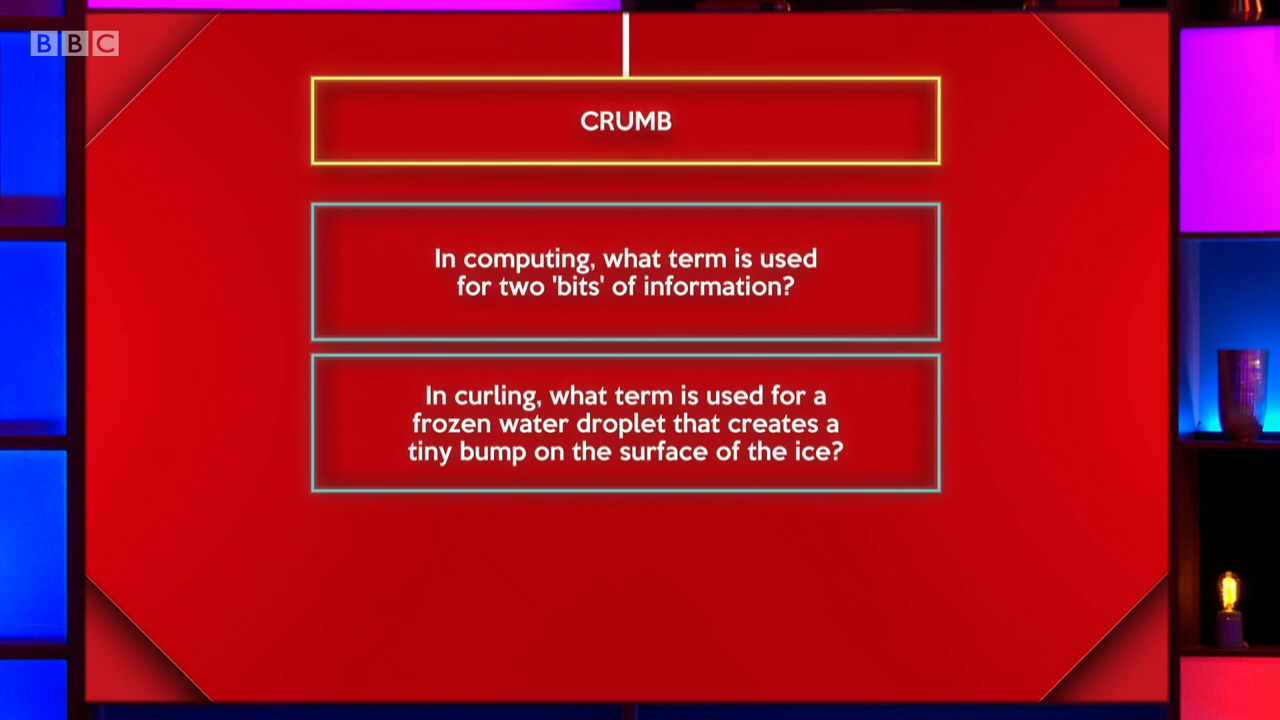 BBC
CRUMB
In computing, what term is used
for two 'bits' of information?
In curling, what term is used for a
frozen water droplet that creates a
tiny bump on the surface of the ice?